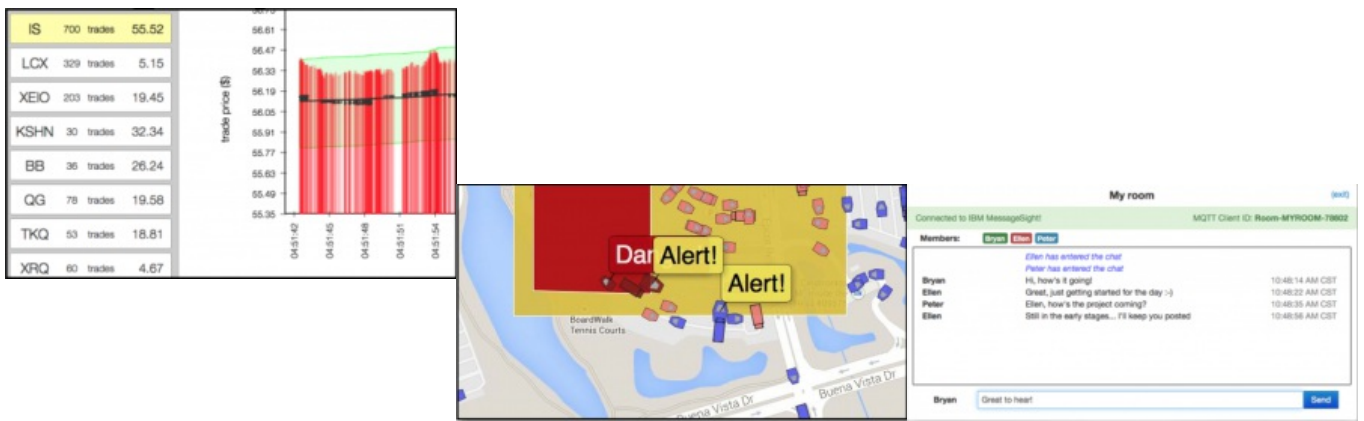 IS 700 trades 55.52
LCX 329 trades 5.15
XEIO 203 trades 19.45
KSHN 30 trades 32.34
BB 36 trades 26.24
QG 78 trades 19.58
TKQ 53 trades 18.81
XRQ 60 trades 4.67
trade price ($)
56.75
56.61
56.47
56.33
56.19
56.05
55.91
55.77
55.63
55.49
55.35
04:51:42
04:51:45
04:51:48
04:51:51
04:51:54
Dan
Alert!
Alert!
BoardWalk
Tennis Courts
Buena Vista Dr
Buena Vista Dr
My room
(exit)
Connected to IBM MessageSight!
MQTT Client ID: Room-MYROOM-78602
Members: Bryan Ellen Peter
Ellen has entered the chat
Peter has entered the chat
Bryan Hi, how's it going! 10:48:14 AM CST
Ellen Great, just getting started for the day :-) 10:48:22 AM CST
Peter Ellen, how's the project coming? 10:48:35 AM CST
Ellen Still in the early stages... I'll keep you posted 10:48:56 AM CST
Bryan Great to hear! Send